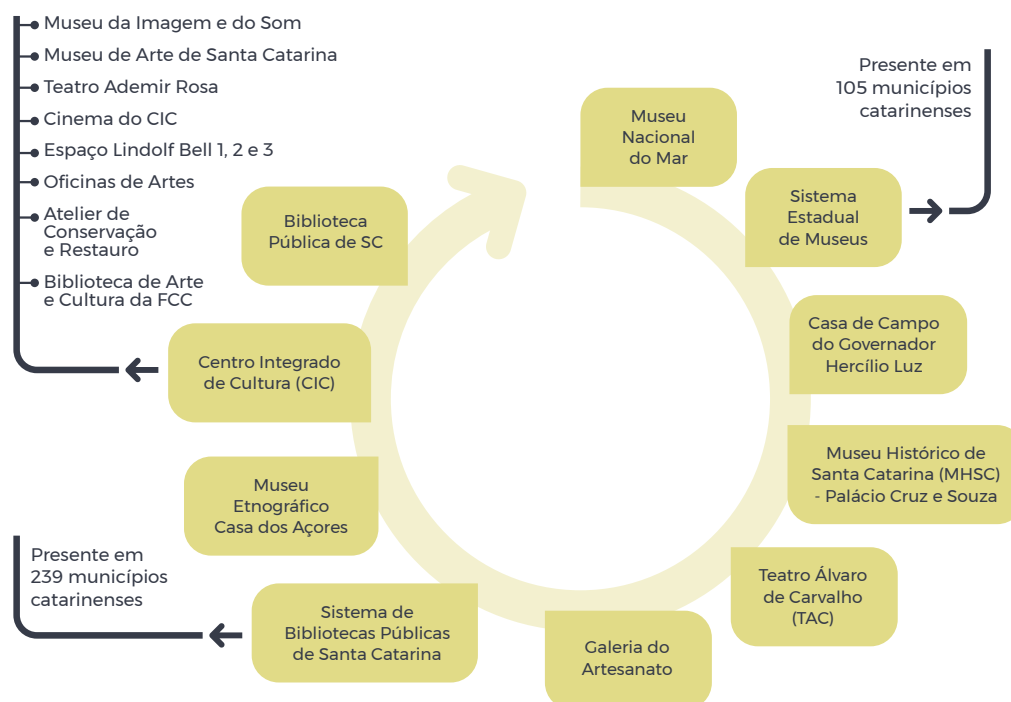 Museu da Imagem e do Som
Museu de Arte de Santa Catarina
Teatro Ademir Rosa
Cinema do CIC
Espaço Lindolf Bell 1, 2 e 3
Oficinas de Artes
Atelier de
Conservação
e Restauro
Biblioteca de Arte
e Cultura da FCC
Presente em
105 municípios
catarinenses
Museu
Nacional
do Mar
Sistema
Estadual
de Museus
Casa de Campo
do Governador
Hercílio Luz
Museu Histórico de
Santa Catarina (MHSC)
- Palácio Cruz e Souza
Teatro Álvaro
de Carvalho
(TAC)
Galeria do
Artesanato
Sistema de
Bibliotecas Públicas
de Santa Catarina
Presente em
239 municípios
catarinenses
Museu
Etnográfico
Casa dos Açores
Centro Integrado
de Cultura (CIC)
Biblioteca
Pública de SC